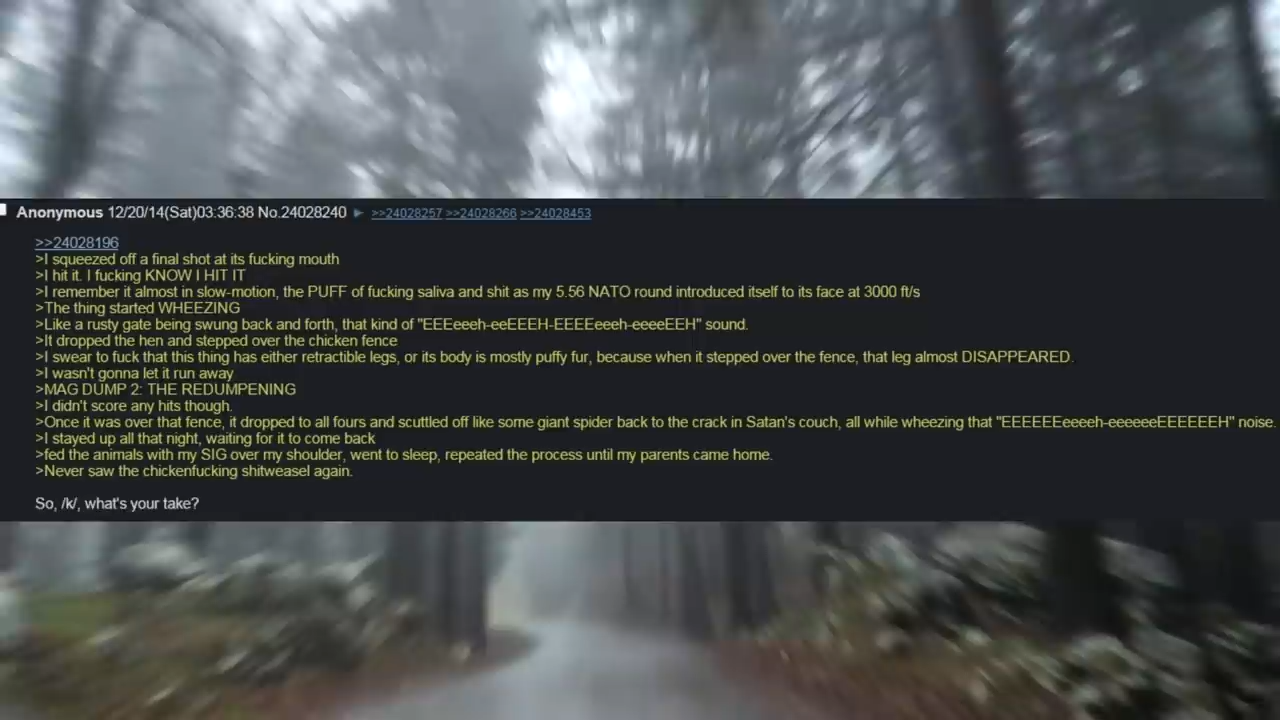 Anonymous 12/20/14(Sat)03:36:38 No.24028240 ▶ >>24028257 >>24028266 >>24028453
>>24028196
>I squeezed off a final shot at its fucking mouth
>I hit it. I fucking KNOW I HIT IT
>I remember it almost in slow-motion, the PUFF of fucking saliva and shit as my 5.56 NATO round introduced itself to its face at 3000 ft/s
>The thing started WHEEZING
>Like a rusty gate being swung back and forth, that kind of "EEEeeeh-eeEEEH-EEEEeeeh-eeeeEEH" sound.
>It dropped the hen and stepped over the chicken fence
>I swear to fuck that this thing has either retractible legs, or its body is mostly puffy fur, because when it stepped over the fence, that leg almost DISAPPEARED.
>I wasn't gonna let it run away
>MAG DUMP 2: THE REDUMPENING
>I didn't score any hits though.
>Once it was over that fence, it dropped to all fours and scuttled off like some giant spider back to the crack in Satan's couch, all while wheezing that "EEEEEEeeeeh-eeeeeeEEEEEEH" noise.
>I stayed up all that night, waiting for it to come back
>fed the animals with my SIG over my shoulder, went to sleep, repeated the process until my parents came home.
>Never saw the chickenfucking shitweasel again.
So, /k/, what's your take?